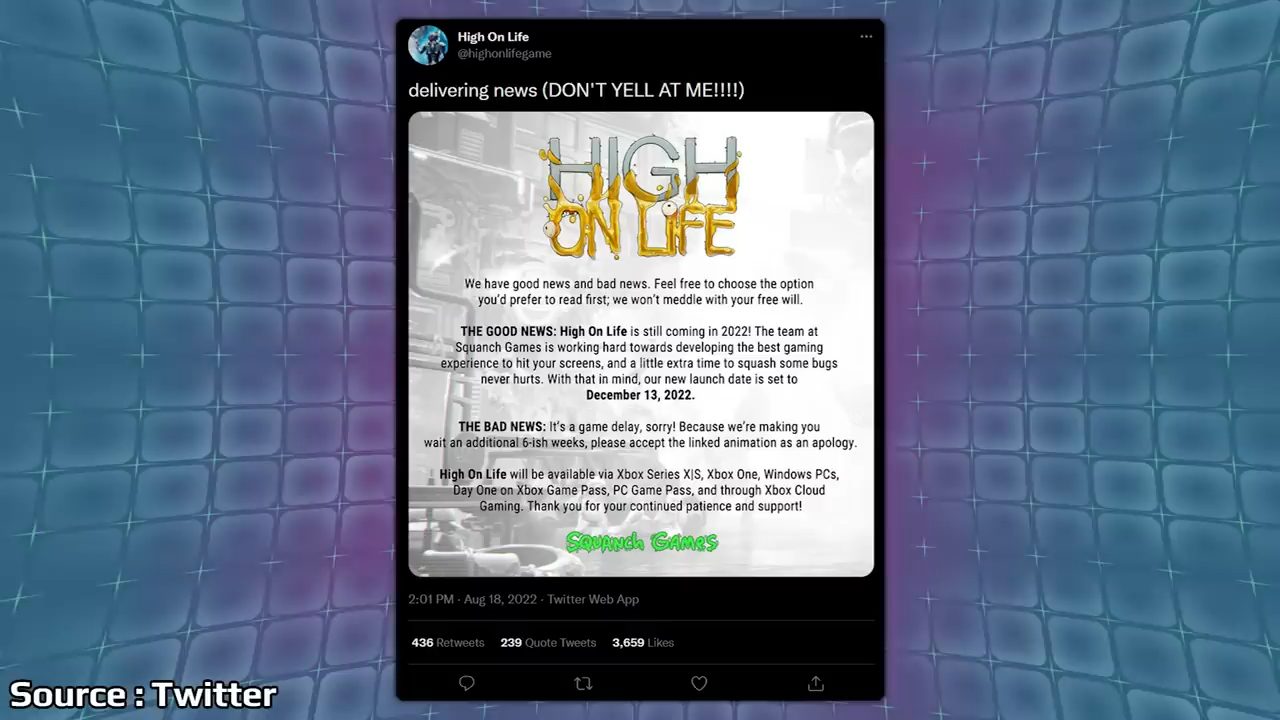 High On Life
@highonlifegame
delivering news (DON'T YELL AT ME!!!!)
HIGH
ON LiFE
We have good news and bad news. Feel free to choose the option
you'd prefer to read first; we won't meddle with your free will.
THE GOOD NEWS: High On Life is still coming in 2022! The team at
Squanch Games is working hard towards developing the best gaming
experience to hit your screens, and a little extra time to squash some bugs
never hurts. With that in mind, our new launch date is set to
December 13, 2022.
THE BAD NEWS: It's a game delay, sorry! Because we're making you
wait an additional 6-ish weeks, please accept the linked animation as an apology.
High On Life will be available via Xbox Series X|S, Xbox One, Windows PCs,
Day One on Xbox Game Pass, PC Game Pass, and through Xbox Cloud
Gaming. Thank you for your continued patience and support!
SQUANCH GAMES
2:01 PM · Aug 18, 2022 · Twitter Web App
436 Retweets 239 Quote Tweets 3,659 Likes
Source : Twitter